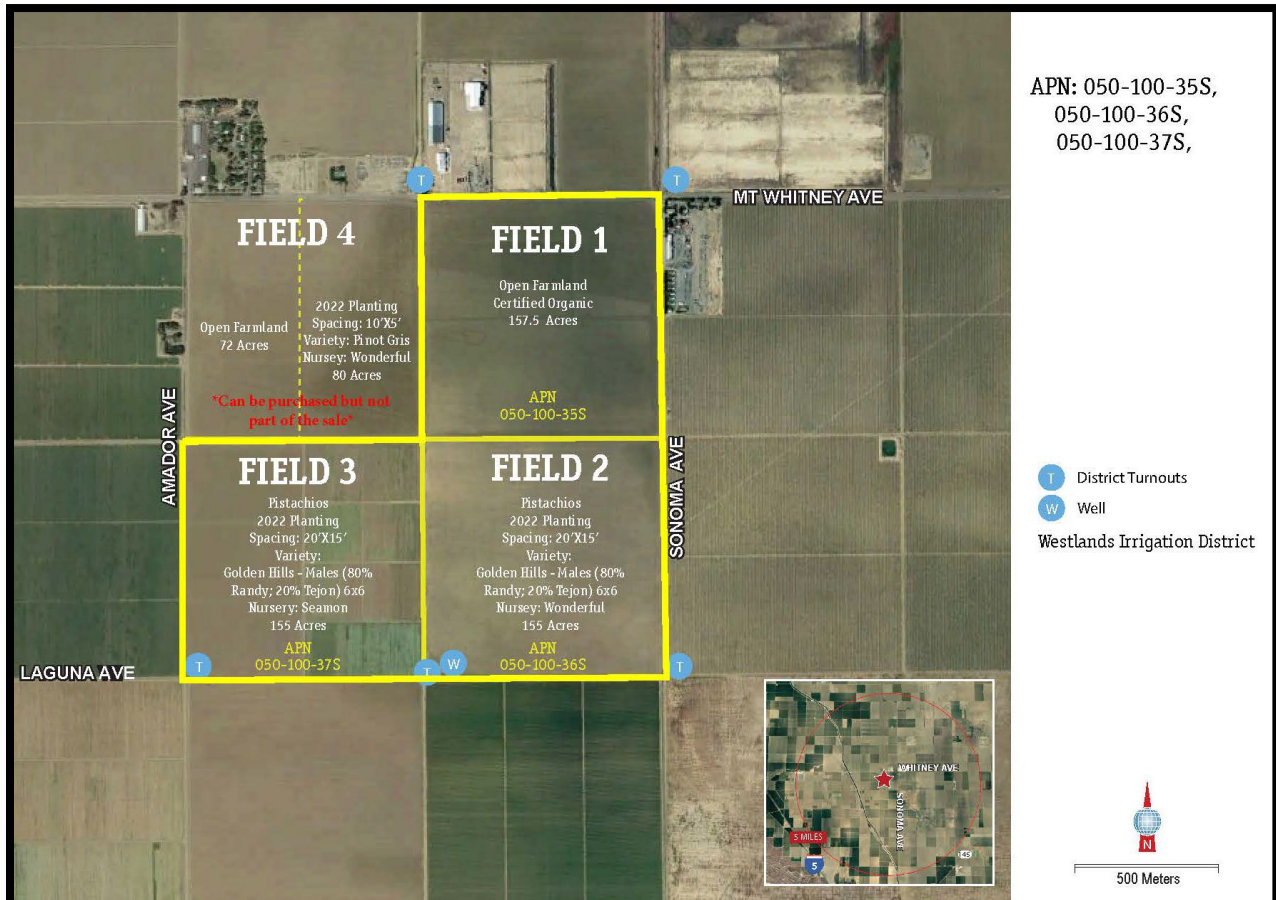 APN: 050-100-35S,
050-100-36S,
050-100-37S,
T
T
MT WHITNEY AVE
FIELD 4
Open Farmland
72 Acres
2022 Planting
Spacing: 10'X5'
Variety: Pinot Gris
Nursey: Wonderful
80 Acres
*Can be purchased but not
part of the sale*
FIELD 1
Open Farmland
Certified Organic
157.5 Acres
APN
050-100-35S
AMADOR AVE
SONOMA AVE
FIELD 3
Pistachios
2022 Planting
Spacing: 20'X15'
Variety:
Golden Hills - Males (80%
Randy; 20% Tejon) 6x6
Nursery: Seamon
155 Acres
APN
050-100-37S
FIELD 2
Pistachios
2022 Planting
Spacing: 20'X15'
Variety:
Golden Hills - Males (80%
Randy; 20% Tejon) 6x6
Nursey: Wonderful
155 Acres
APN
050-100-36S
T
T
W
T
LAGUNA AVE
T District Turnouts
W Well
Westlands Irrigation District
WHITNEY AVE
SONOMA AVE
5 MILES
5
145
N
500 Meters